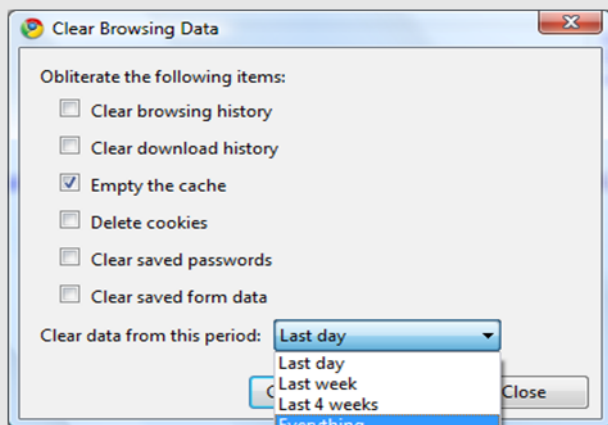 Clear Browsing Data
Obliterate the following items:
Clear browsing history
Clear download history
Empty the cache
Delete cookies
Clear saved passwords
Clear saved form data
Clear data from this period: Last day
Last day
Last week
Close
Last 4 weeks
Everything